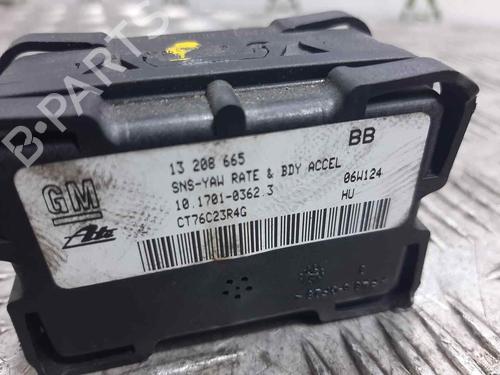 13 208 665 BB
SNS-YAW RATE & BDY ACCEL
10.1701-0362.3 06W124
CT76C23R4G HU
GM
Ate
B-Parts